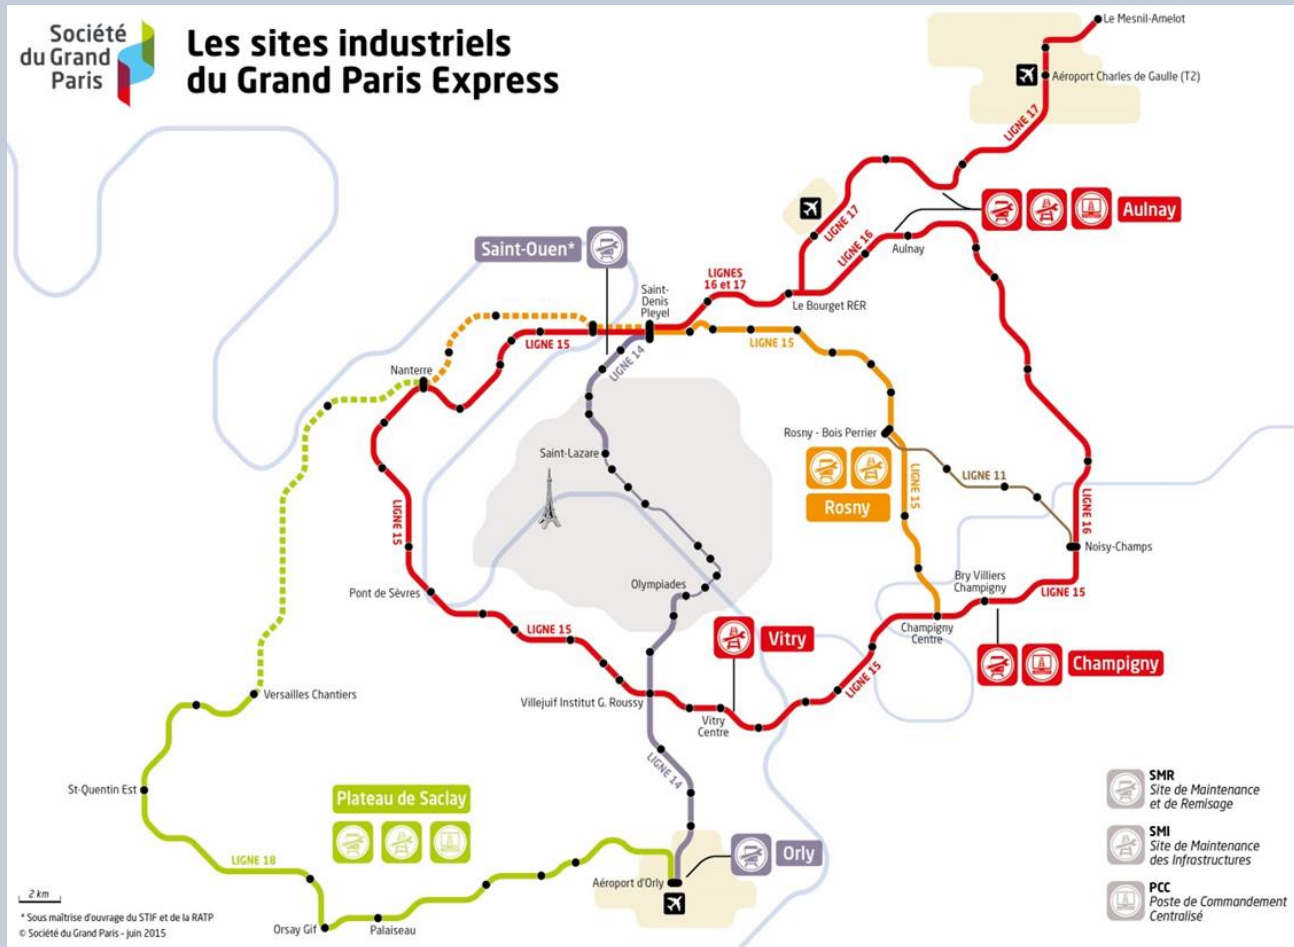 Société
du Grand
Paris
Les sites industriels
du Grand Paris Express
Le Mesnil-Amelot
Aéroport Charles de Gaulle (T2)
LIGNE 17
LIGNE 17
Aulnay
LIGNE 16
Aulnay
Saint-Ouen*
LIGNES
16 et 17
Saint-
Denis
Pleyel
Le Bourget RER
LIGNE 15
LIGNE 14
LIGNE 15
Nanterre
Saint-Lazare
Rosny - Bois Perrier
LIGNE 11
LIGNE 15
Rosny
LIGNE 16
LIGNE 15
Noisy-Champs
Pont de Sèvres
Olympiades
Bry Villiers
Champigny
LIGNE 15
LIGNE 15
Vitry
Champigny
Centre
Champigny
LIGNE 15
Versailles Chantiers
Villejuif Institut G. Roussy
Vitry
Centre
LIGNE 14
St-Quentin Est
Plateau de Saclay
SMR
Site de Maintenance
et de Remisage
SMI
Site de Maintenance
des Infrastructures
PCC
Poste de Commandement
Centralisé
LIGNE 18
Orly
Aéroport d'Orly
2 km
* Sous maîtrise d'ouvrage du STIF et de la RATP
© Société du Grand Paris - juin 2015
Orsay Gif
Palaiseau